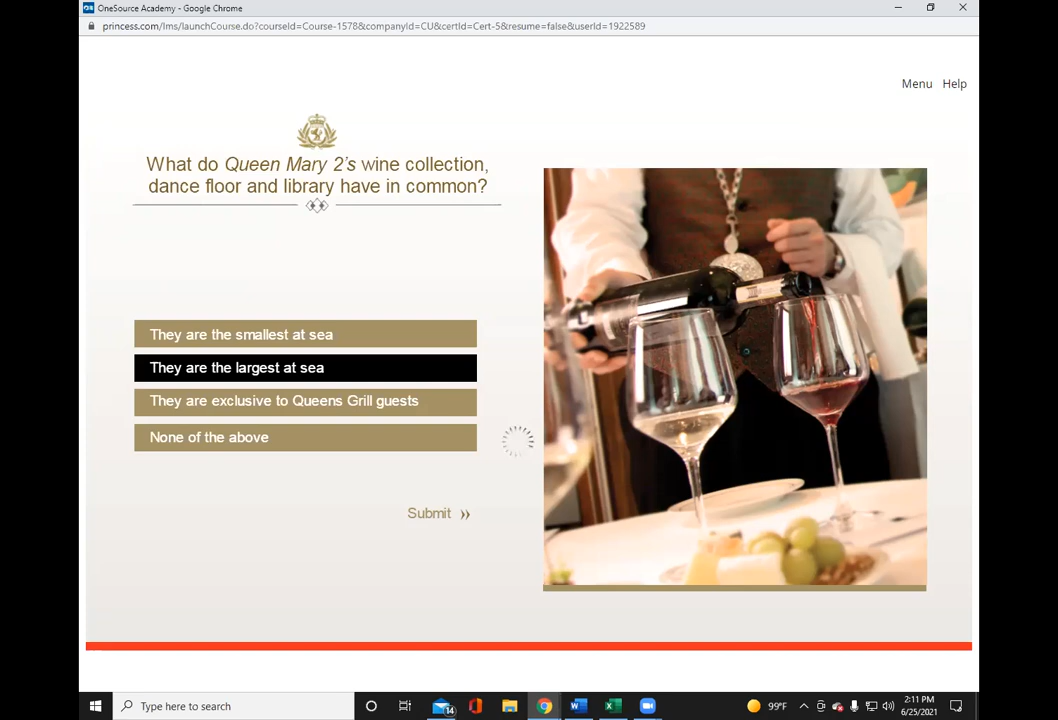 OneSource Academy - Google Chrome
princess.com/lms/launchCourse.do?courseId=Course-1578&companyId=CU&certId=Cert-5&resume=false&userId=1922589
Menu Help
What do Queen Mary 2's wine collection,
dance floor and library have in common?
They are the smallest at sea
They are the largest at sea
They are exclusive to Queens Grill guests
None of the above
Submit »
Type here to search
14
99°F
2:11 PM
6/25/2021